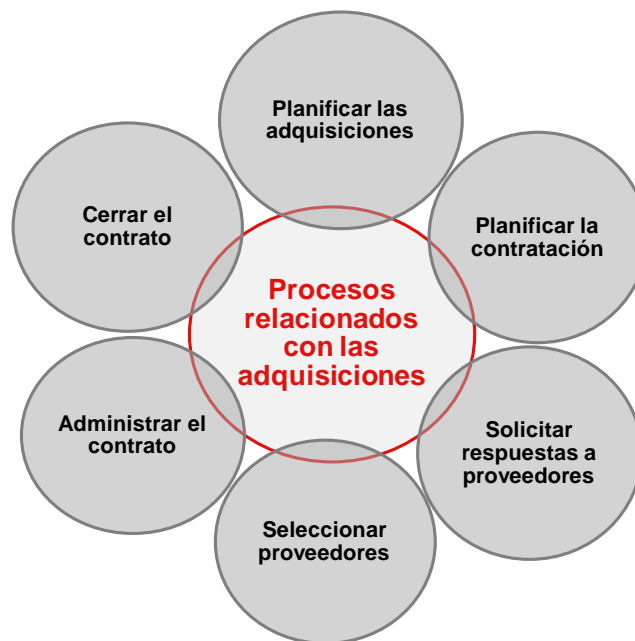 Planificar las
adquisiciones
Planificar la
contratación
Solicitar
respuestas a
proveedores
Seleccionar
proveedores
Administrar el
contrato
Cerrar el
contrato
Procesos
relacionados
con las
adquisiciones